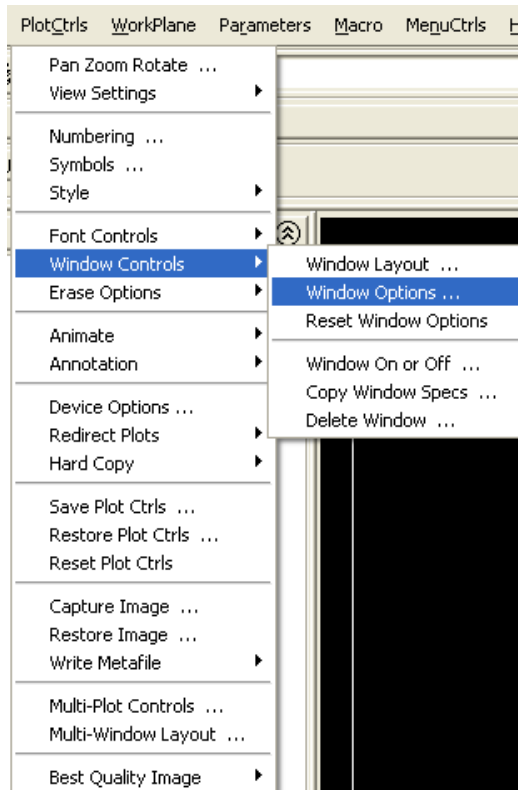 PlotCtrls WorkPlane Parameters Macro MenuCtrls
Pan Zoom Rotate ...
View Settings
Numbering ...
Symbols ...
Style
Font Controls
Window Controls
Erase Options
Animate
Annotation
Device Options ...
Redirect Plots
Hard Copy
Save Plot Ctrls ...
Restore Plot Ctrls ...
Reset Plot Ctrls
Capture Image ...
Restore Image ...
Write Metafile
Multi-Plot Controls ...
Multi-Window Layout ...
Best Quality Image
Window Layout ...
Window Options ...
Reset Window Options
Window On or Off ...
Copy Window Specs ...
Delete Window ...